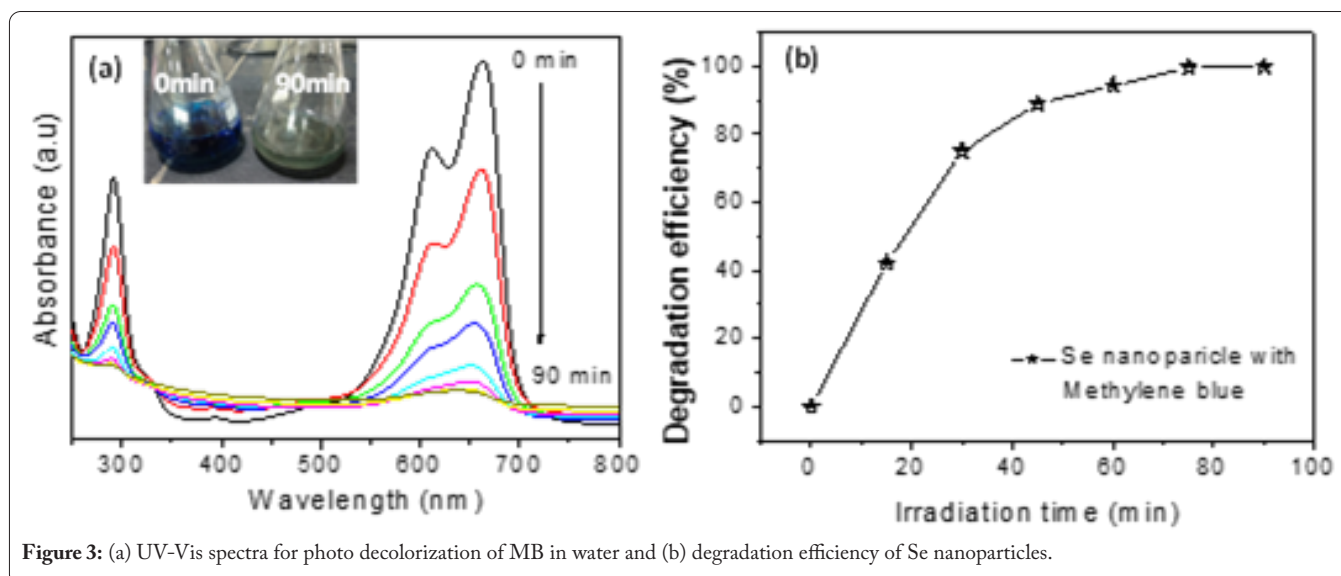 (a)
0min
90min
0 min
90 min
Absorbance (a.u)
300
400
500
600
700
800
Wavelength (nm)
(b)
Degradation efficiency (%)
100
80
60
40
20
0
Se nanoparicle with
Methylene blue
0
20
40
60
80
100
Irradiation time (min)
Figure 3: (a) UV-Vis spectra for photo decolorization of MB in water and (b) degradation efficiency of Se nanoparticles.